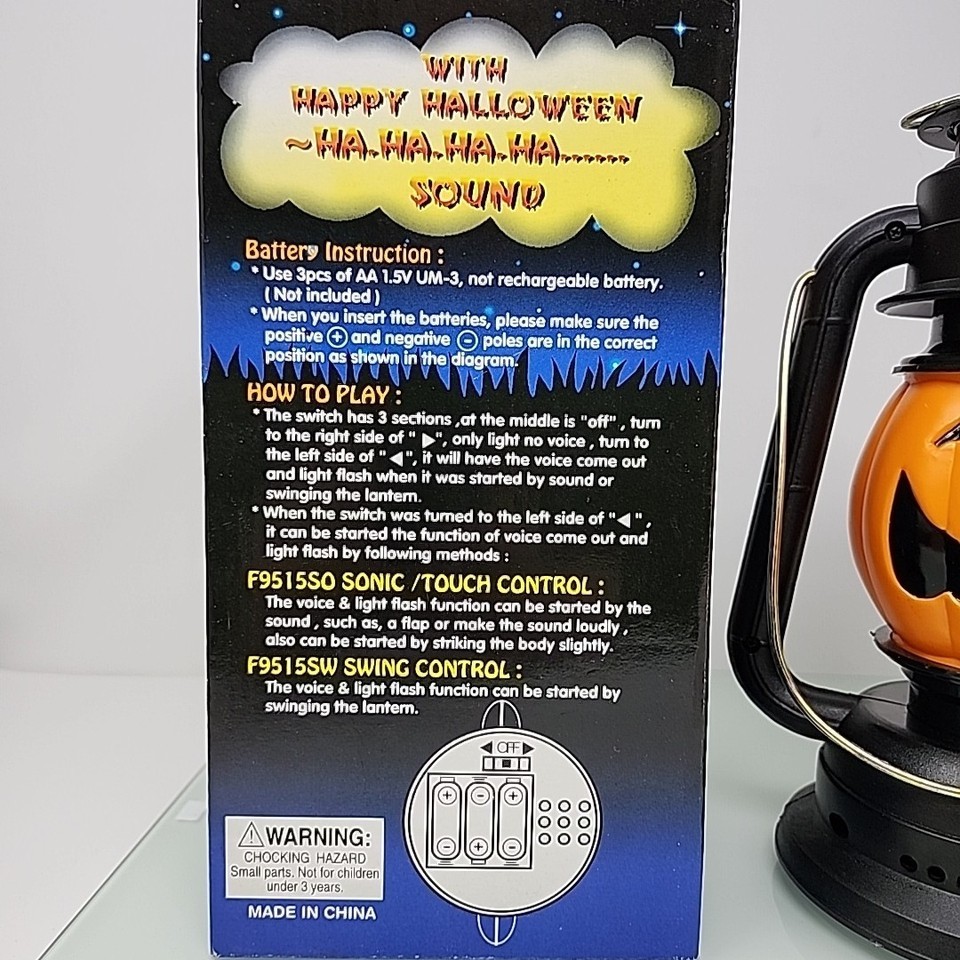 WITH
HAPPY HALLOWEEN
~HA.HA.HA.HA.......
SOUND
Battery Instruction :
* Use 3pcs of AA 1.5V UM-3, not rechargeable battery.
( Not included )
* When you insert the batteries, please make sure the
positive (+) and negative (-) poles are in the correct
position as shown in the diagram.
HOW TO PLAY :
* The switch has 3 sections ,at the middle is "off" , turn
to the right side of " ▶", only light no voice , turn to
the left side of "◀", it will have the voice come out
and light flash when it was started by sound or
swinging the lantern.
* When the switch was turned to the left side of "◀ ",
it can be started the function of voice come out and
light flash by following methods :
F9515SO SONIC /TOUCH CONTROL :
The voice & light flash function can be started by the
sound , such as, a flap or make the sound loudly ,
also can be started by striking the body slightly.
F9515SW SWING CONTROL :
The voice & light flash function can be started by
swinging the lantern.
◀ OFF ▶
+ - +
- + -
⚠WARNING:
CHOCKING HAZARD
Small parts. Not for children
under 3 years.
MADE IN CHINA